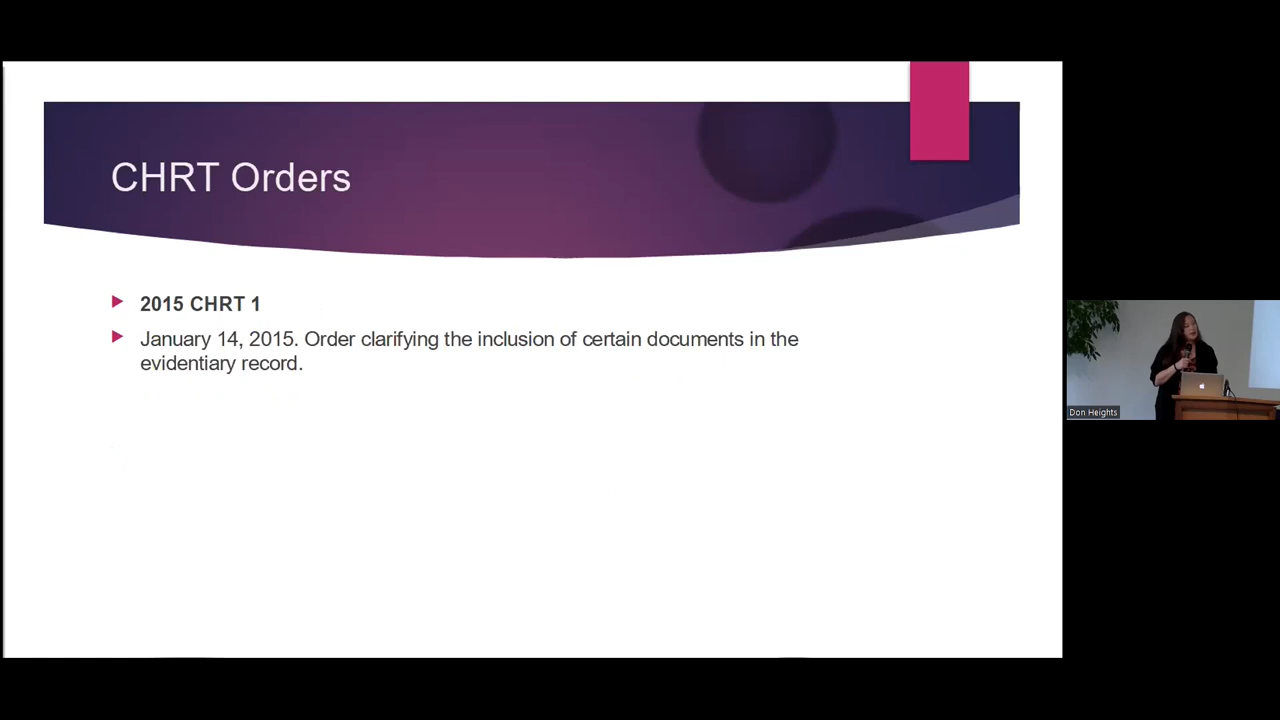 CHRT Orders
2015 CHRT 1
January 14, 2015. Order clarifying the inclusion of certain documents in the
evidentiary record.
Don Heights